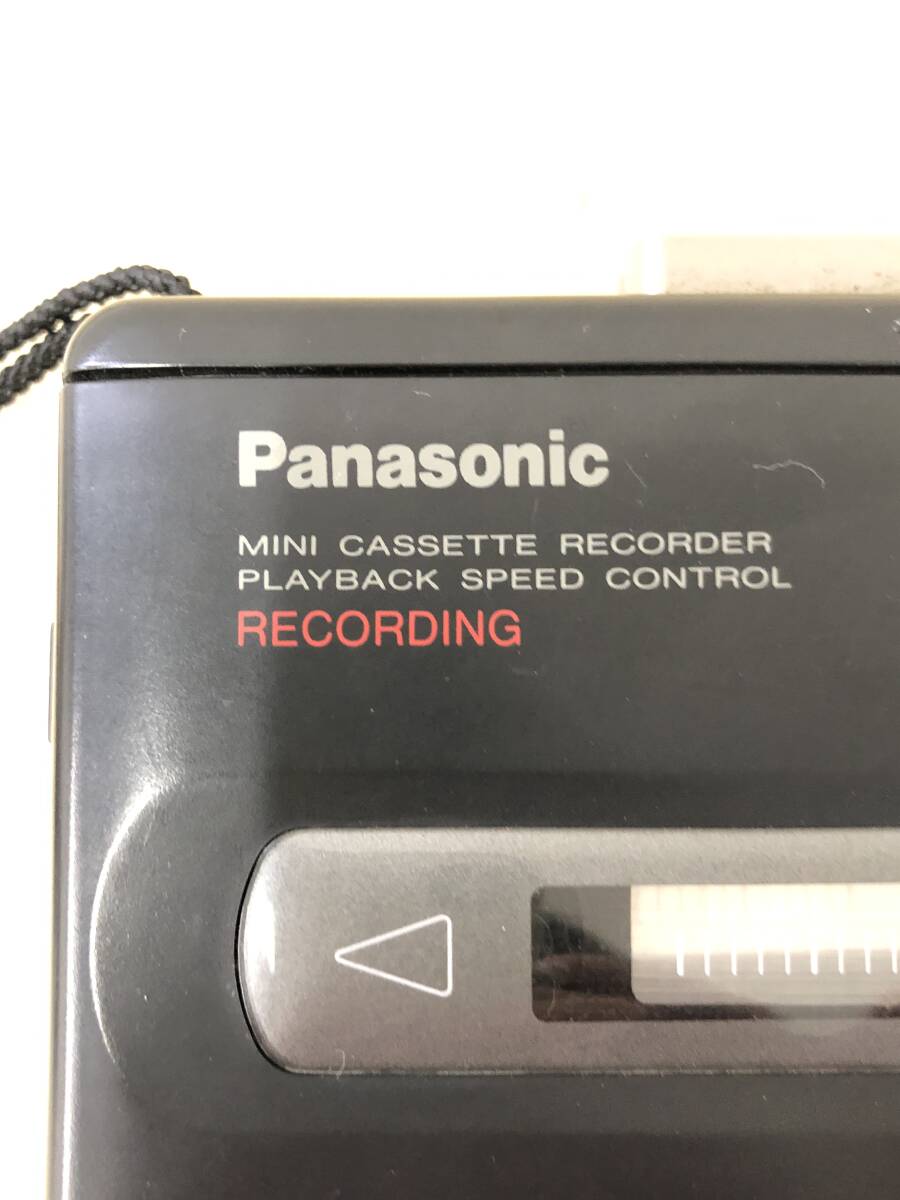 Panasonic
MINI CASSETTE RECORDER
PLAYBACK SPEED CONTROL
RECORDING